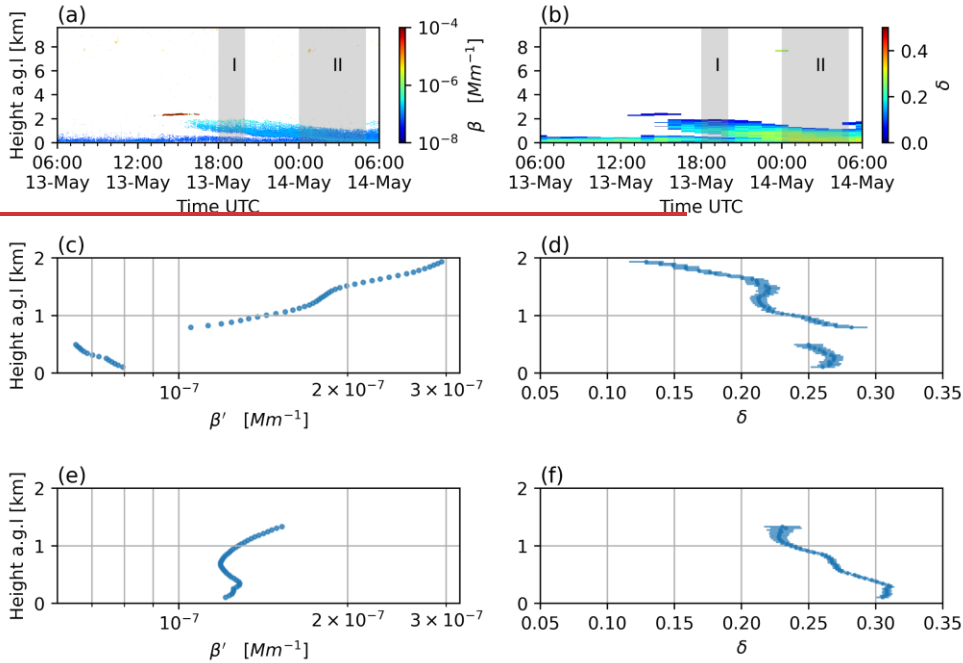 (a)
(b)
Height a.g.l [km]
8
6
4
2
0
I
II
10⁻⁴
10⁻⁶
10⁻⁸
β [Mm⁻¹]
8
6
4
2
0
I
II
0.4
0.2
0.0
δ
06:00 12:00 18:00 00:00 06:00
13-May 13-May 13-May 14-May 14-May
Time UTC
06:00 12:00 18:00 00:00 06:00
13-May 13-May 13-May 14-May 14-May
Time UTC
(c)
(d)
Height a.g.l [km]
2
1
0
10⁻⁷ 2 × 10⁻⁷ 3 × 10⁻⁷
β′ [Mm⁻¹]
2
1
0
0.05 0.10 0.15 0.20 0.25 0.30 0.35
δ
(e)
(f)
Height a.g.l [km]
2
1
0
10⁻⁷ 2 × 10⁻⁷ 3 × 10⁻⁷
β′ [Mm⁻¹]
2
1
0
0.05 0.10 0.15 0.20 0.25 0.30 0.35
δ